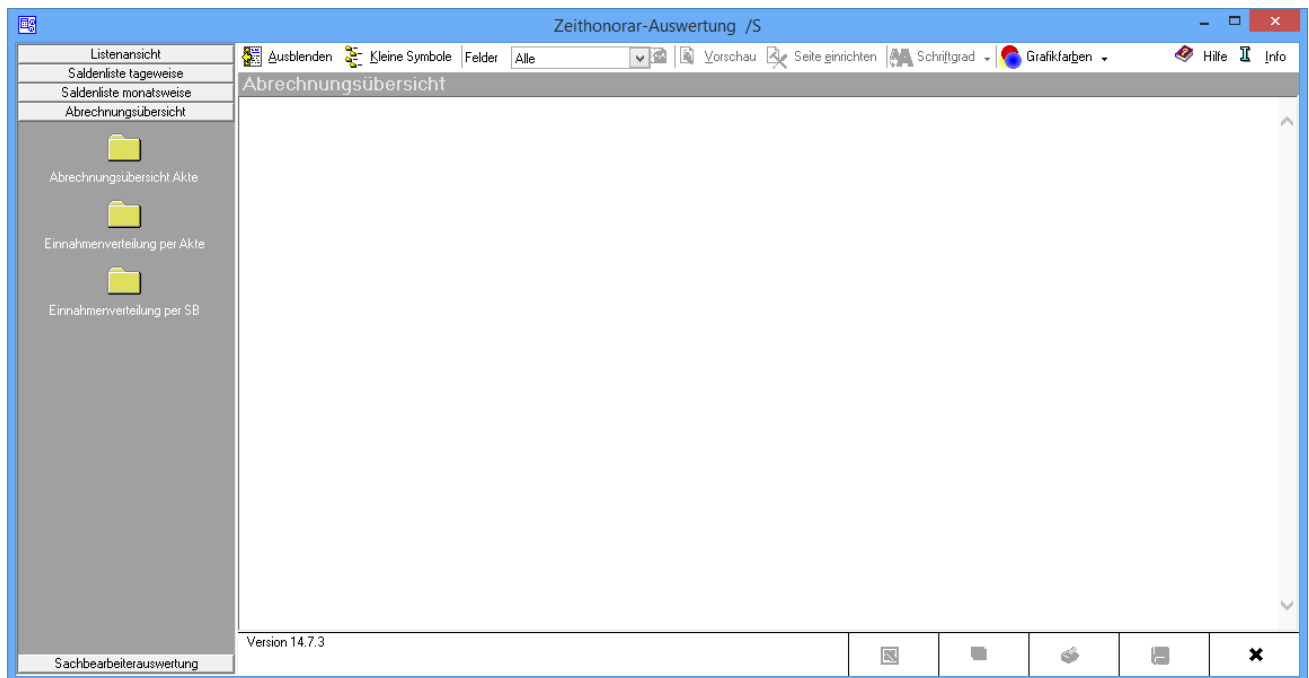 Zeithonorar-Auswertung /S
Listenansicht
Saldenliste tageweise
Saldenliste monatsweise
Abrechnungsübersicht
Abrechnungsübersicht Akte
Einnahmenverteilung per Akte
Einnahmenverteilung per SB
Sachbearbeiterauswertung
Ausblenden Kleine Symbole Felder Alle Vorschau Seite einrichten Schriftgrad Grafikfarben Hilfe Info
Abrechnungsübersicht
Version 14.7.3